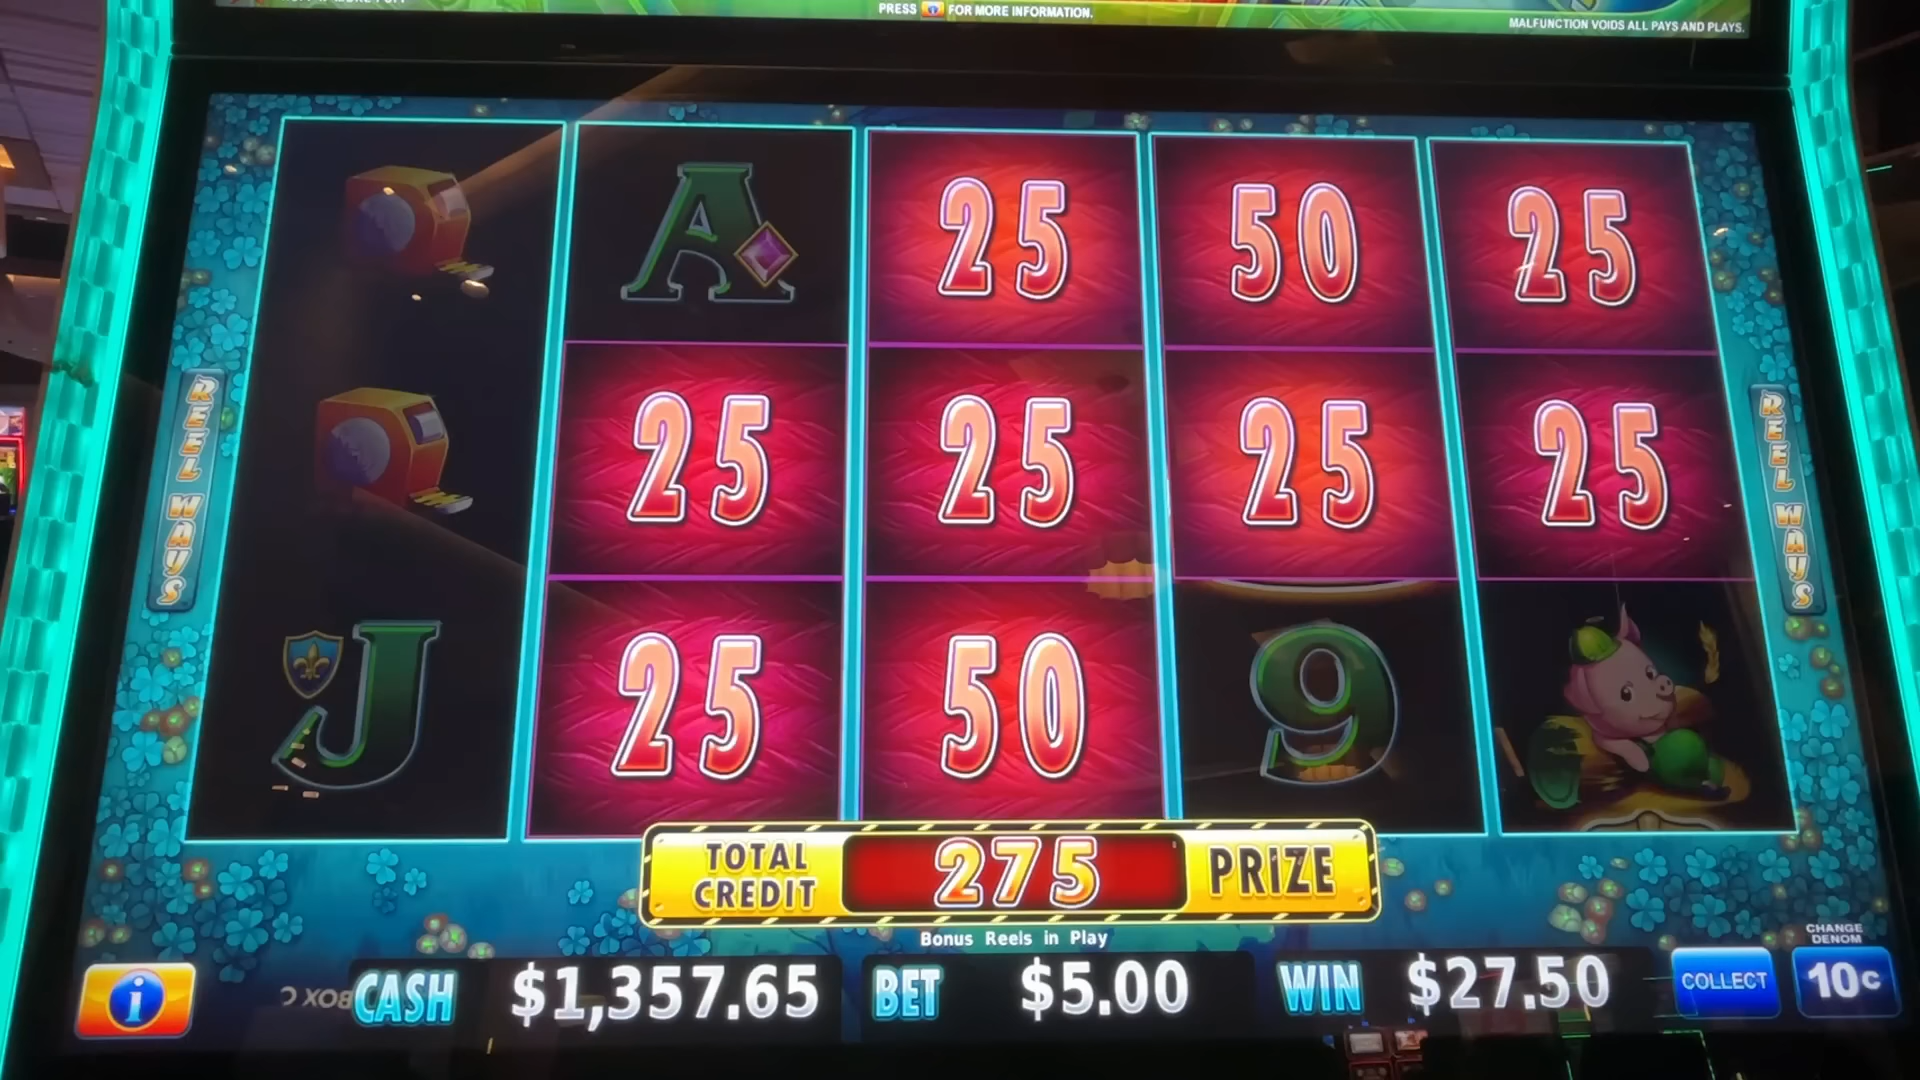 PRESS i FOR MORE INFORMATION.
MALFUNCTION VOIDS ALL PAYS AND PLAYS.
A 25 50 25
25 25 25 25
J 25 50 9
REEL WAYS
REEL WAYS
TOTAL CREDIT 275 PRIZE
Bonus Reels in Play
CHANGE DENOM
i CASH $1,357.65 BET $5.00 WIN $27.50 COLLECT 10¢